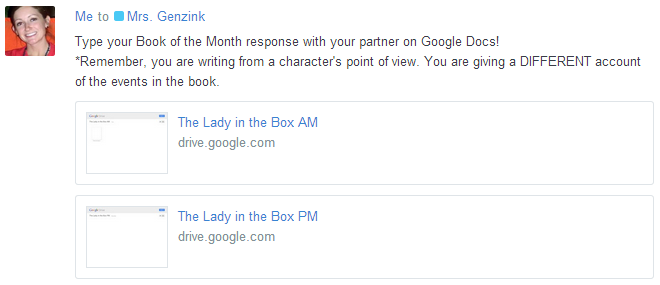 Me to Mrs. Genzink
Type your Book of the Month response with your partner on Google Docs!
*Remember, you are writing from a character's point of view. You are giving a DIFFERENT account
of the events in the book.
The Lady in the Box AM
drive.google.com
The Lady in the Box PM
drive.google.com